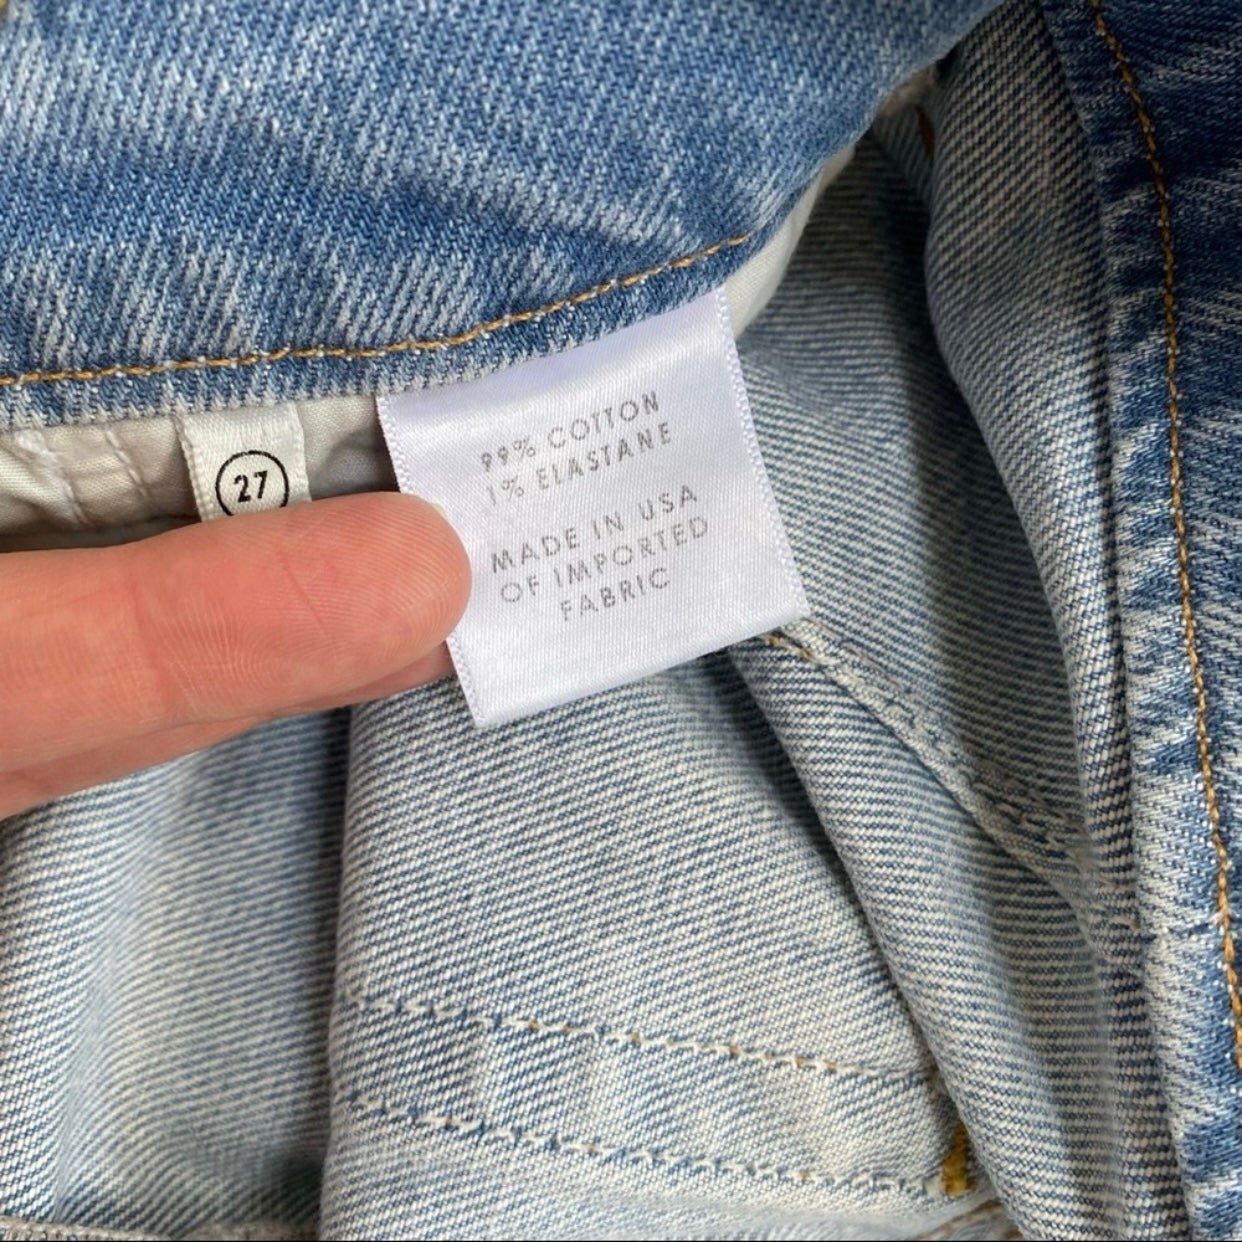 27
99% COTTON
1% ELASTANE
MADE IN USA
OF IMPORTED
FABRIC